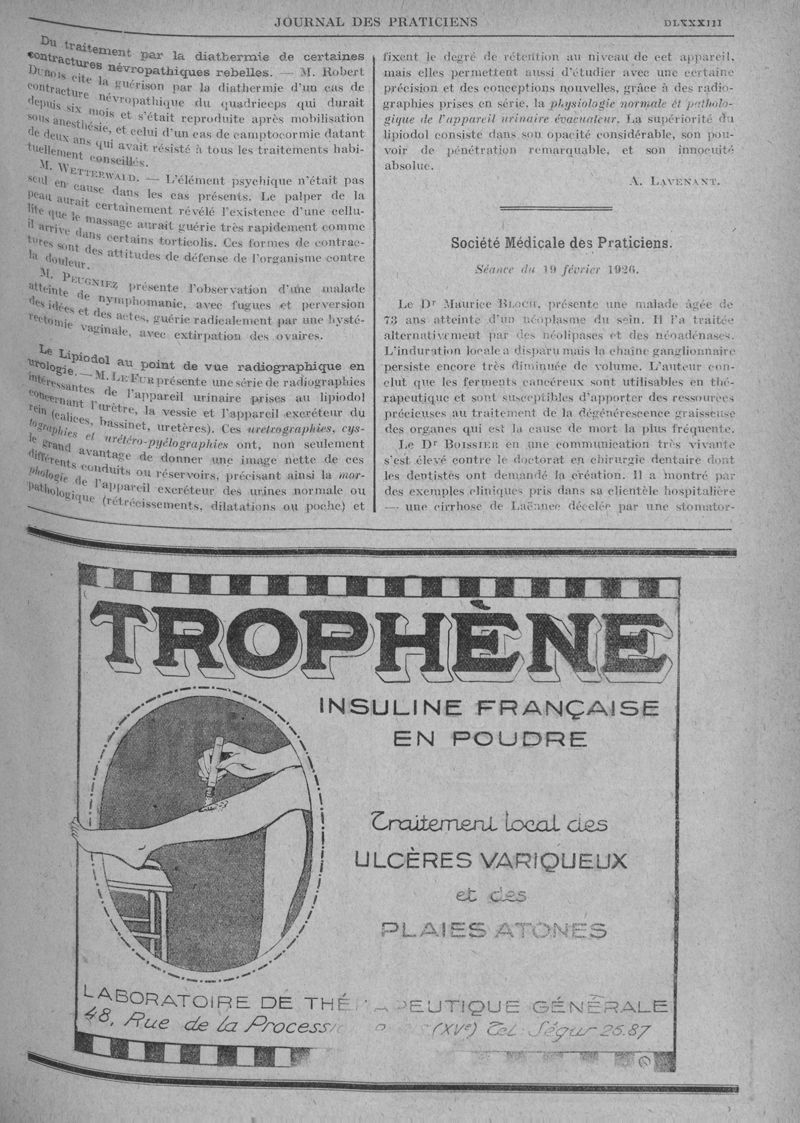 JOURNAL DES PRATICIENS
DLXXXIII
Du traitement par la diathermie de certaines
contractures névropathiques rebelles. — M. Robert
Dubois cite la guérison par la diathermie d'un cas de
contracture névropathique du quadriceps qui durait
depuis six mois et s'était reproduite après mobilisation
sous anesthésie, et celui d'un cas de camptocormie datant
de deux ans qui avait résisté à tous les traitements habi-
tuellement conseillés.
M. WETTERWALD. — L'élément psychique n'était pas
seul en cause dans les cas présents. Le palper de la
peau aurait certainement révélé l'existence d'une cellu-
lite que le massage aurait guérie très rapidement comme
il arrive dans certains torticolis. Ces formes de contrac-
tures sont des attitudes de défense de l'organisme contre
la douleur.
M. PEUGNIEZ présente l'observation d'une malade
atteinte de nymphomanie, avec fugues et perversion
des idées et des actes, guérie radicalement par une hysté-
rectomie vaginale, avec extirpation des ovaires.
Le Lipiodol au point de vue radiographique en
urologie. — M. LE FUR présente une série de radiographies
intéressantes de l'appareil urinaire prises au lipiodol
concernant l'urètre, la vessie et l'appareil excréteur du
rein (calices, bassinet, uretères). Ces uretrographies, cys-
tographies et urétéro-pyélographies ont, non seulement
le grand avantage de donner une image nette de ces
différents conduits ou réservoirs, précisant ainsi la mor-
phologie de l'appareil excréteur des urines normale ou
pathologique (rétrécissements, dilatations ou poche) et
fixent le degré de rétention au niveau de cet appareil,
mais elles permettent aussi d'étudier avec une certaine
précision et des conceptions nouvelles, grâce à des radio-
graphies prises en série, la physiologie normale et patholo-
gique de l'appareil urinaire évacuateur. La supériorité du
lipiodol consiste dans son opacité considérable, son pou-
voir de pénétration remarquable, et son innocuité
absolue.
A. LAVENANT.
Société Médicale des Praticiens.
Séance du 19 février 1926.
Le Dr Maurice BLOCH, présente une malade âgée de
73 ans atteinte d'un néoplasme du sein. Il l'a traitée
alternativement par des néolipases et des néoadénases.
L'induration locale a disparu mais la chaîne ganglionnaire
persiste encore très diminuée de volume. L'auteur con-
clut que les ferments cancéreux sont utilisables en thé-
rapeutique et sont susceptibles d'apporter des ressources
précieuses au traitement de la dégénérescence graisseuse
des organes qui est la cause de mort la plus fréquente.
Le Dr BOISSIER en une communication très vivante
s'est élevé contre le doctorat en chirurgie dentaire dont
les dentistes ont demandé la création. Il a montré par
des exemples cliniques pris dans sa clientèle hospitalière
— une cirrhose de Laënnec décelée par une stomator-
TROPHÈNE
INSULINE FRANÇAISE
EN POUDRE
Traitement local des
ULCÈRES VARIQUEUX
et des
PLAIES ATONES
LABORATOIRE DE THÉRAPEUTIQUE GÉNÉRALE
48, Rue de la Process (XVe) Tél. Ségur 26.87